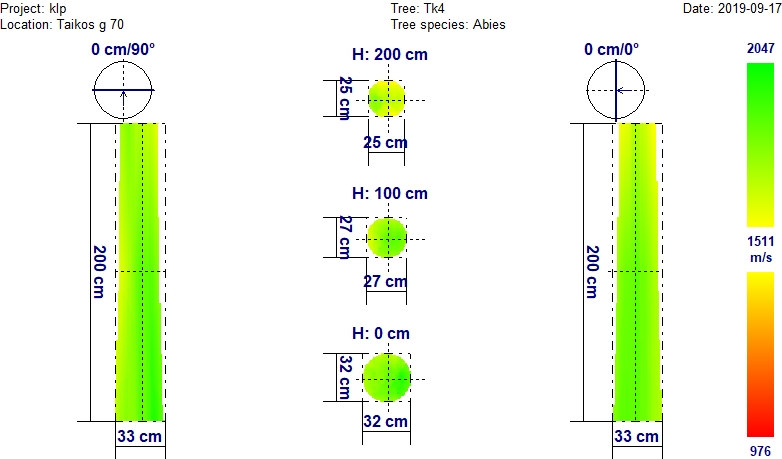 Project: klp
Tree: Tk4
Date: 2019-09-17
Location: Taikos g 70
Tree species: Abies
0 cm/90°
H: 200 cm
0 cm/0°
2047
25 cm
25 cm
H: 100 cm
27 cm
27 cm
200 cm
200 cm
1511
m/s
H: 0 cm
32 cm
32 cm
33 cm
33 cm
976